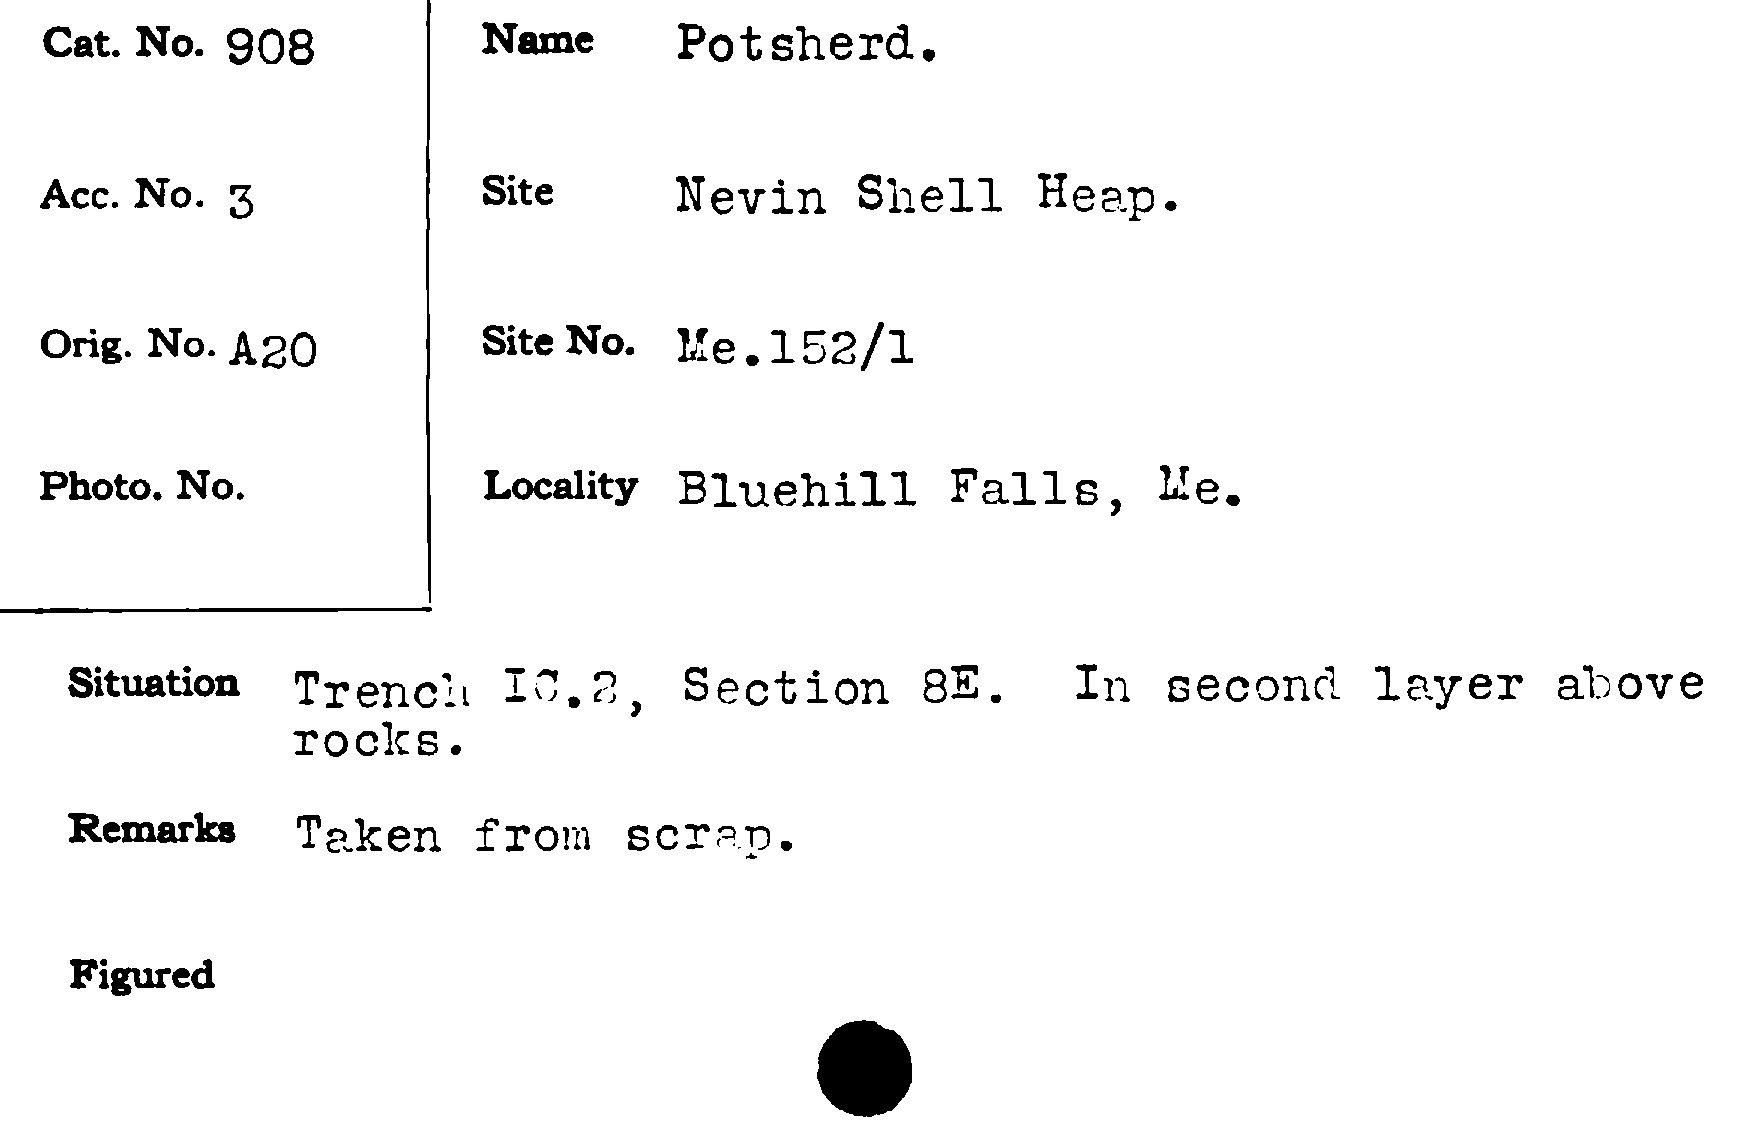 Cat. No. 908
Name Potsherd.
Acc. No. 3
Site Nevin Shell Heap.
Orig. No. A20
Site No. Me.152/1
Photo. No.
Locality Bluehill Falls, Me.
Situation Trench IC.2, Section 8E. In second layer above
rocks.
Remarks Taken from scrap.
Figured